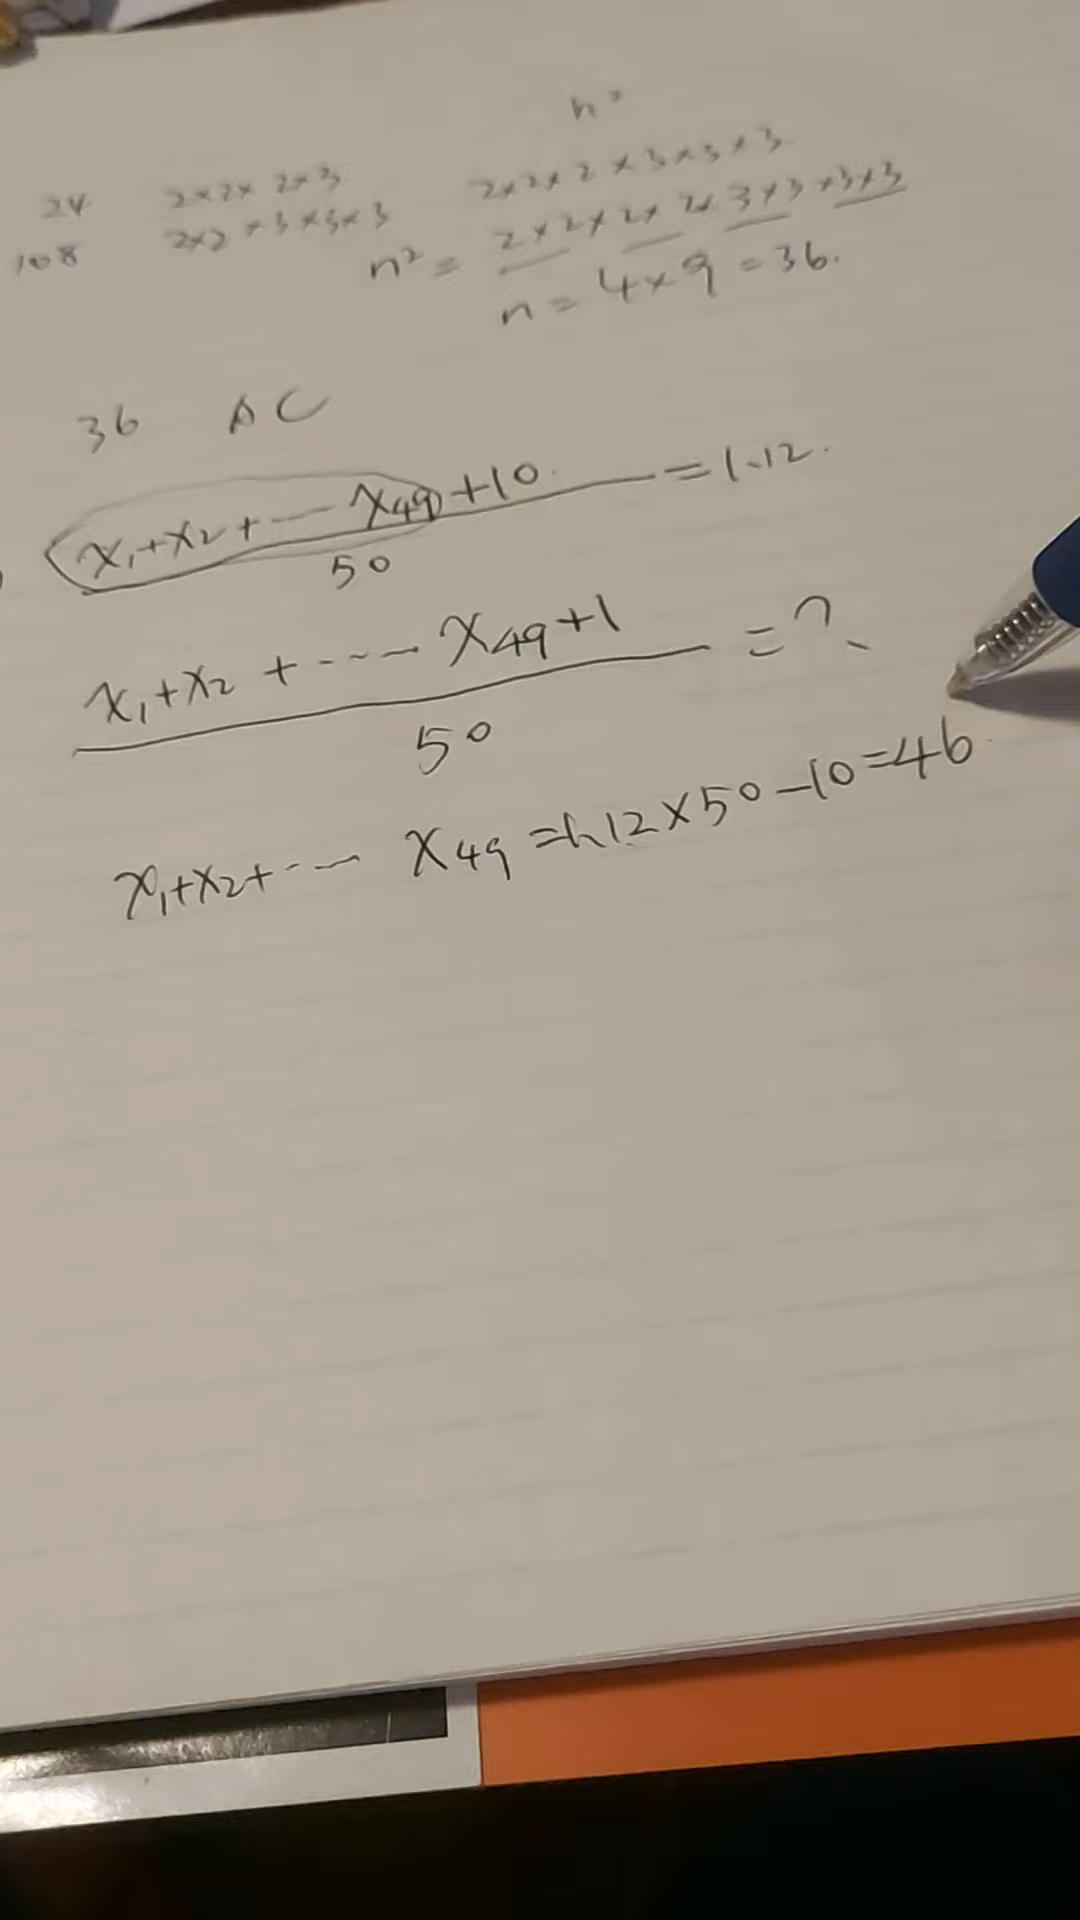 n²
24 2×2×2×3 2×2×2×3×3×3
108 2×2×3×3×3 n² = 2×2×2×2×3×3×3×3
n = 4×9 = 36.
36 AC
x₁+x₂+---- x₄₉+10 = 1.12.
50
x₁+x₂+---- x₄₉+1 = ?
50
x₁+x₂+---- x₄₉ = 1.12×50-10=46